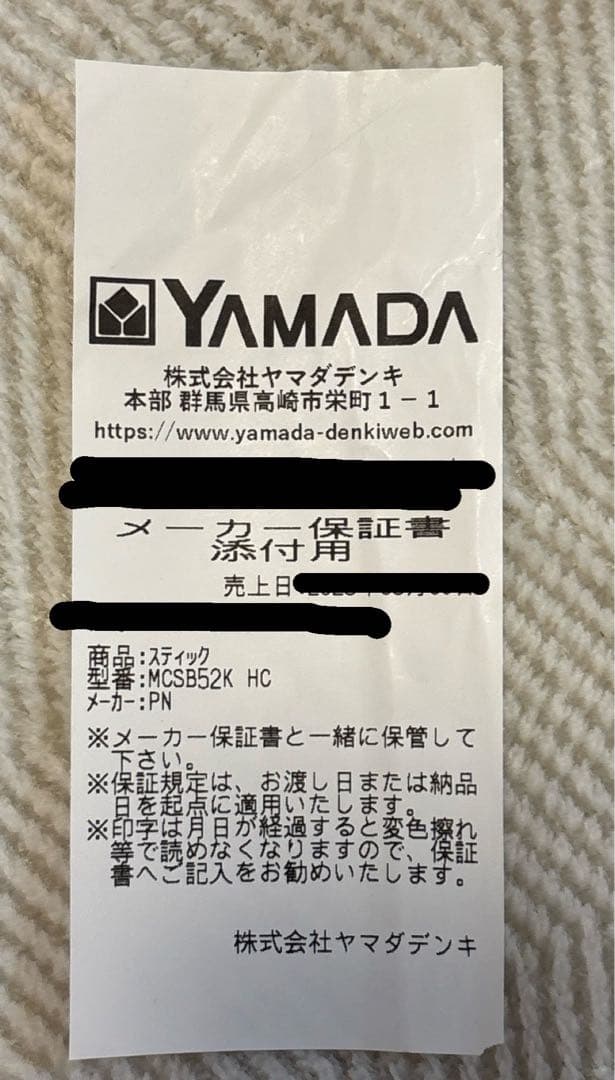 YAMADA
株式会社ヤマダデンキ
本部 群馬県高崎市栄町1-1
https://www.yamada-denkiweb.com
メーカー保証書
添付用
売上日
商品:スティック
型番:MCSB52K HC
メーカー:PN
※メーカー保証書と一緒に保管して
下さい。
※保証規定は、お渡し日または納品
日を起点に適用いたします。
※印字は月日が経過すると変色擦れ
等で読めなくなりますので、保証
書へご記入をお勧めいたします。
株式会社ヤマダデンキ